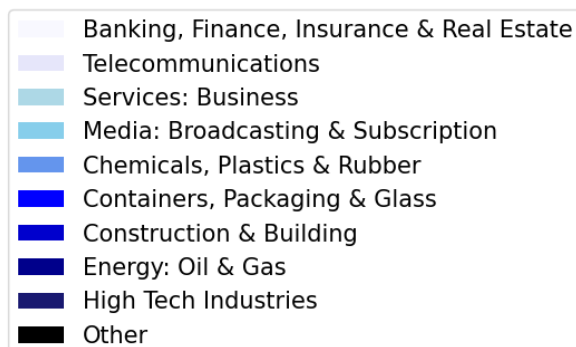 Banking, Finance, Insurance & Real Estate
Telecommunications
Services: Business
Media: Broadcasting & Subscription
Chemicals, Plastics & Rubber
Containers, Packaging & Glass
Construction & Building
Energy: Oil & Gas
High Tech Industries
Other